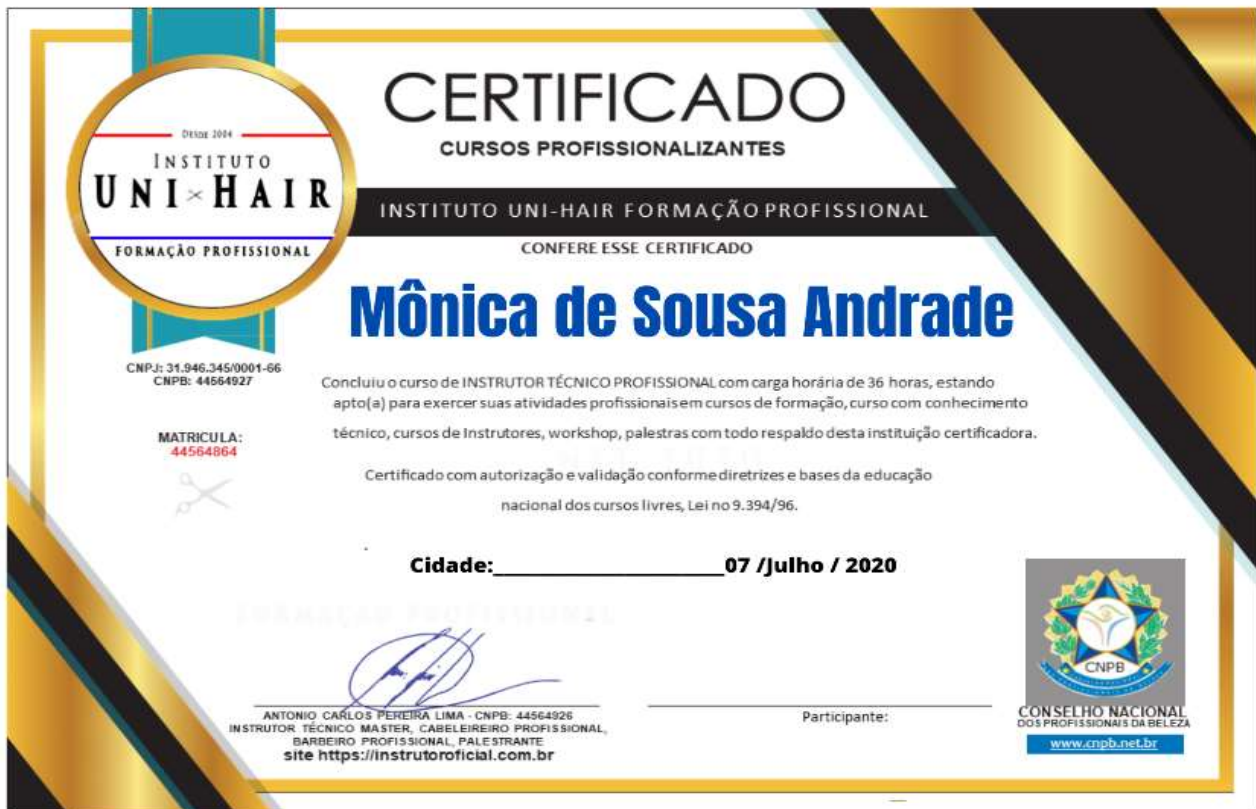 DESDE 2004
INSTITUTO
UNI HAIR
FORMAÇÃO PROFISSIONAL
CNPJ: 31.946.345/0001-66
CNPB: 44564927
MATRICULA:
44564864
CERTIFICADO
CURSOS PROFISSIONALIZANTES
INSTITUTO UNI-HAIR FORMAÇÃO PROFISSIONAL
CONFERE ESSE CERTIFICADO
Mônica de Sousa Andrade
Concluiu o curso de INSTRUTOR TÉCNICO PROFISSIONAL com carga horária de 36 horas, estando
apto(a) para exercer suas atividades profissionais em cursos de formação, curso com conhecimento
técnico, cursos de Instrutores, workshop, palestras com todo respaldo desta instituição certificadora.
Certificado com autorização e validação conforme diretrizes e bases da educação
nacional dos cursos livres, Lei no 9.394/96.
Cidade:______________________07 /Julho / 2020
FORMAÇÃO PROFISSIONAL
ANTONIO CARLOS PEREIRA LIMA - CNPB: 44564926
INSTRUTOR TÉCNICO MASTER, CABELEIREIRO PROFISSIONAL,
BARBEIRO PROFISSIONAL, PALESTRANTE
site https://instrutoroficial.com.br
Participante:
CNPB
CONSELHO NACIONAL
DOS PROFISSIONAIS DA BELEZA
www.cnpb.net.br